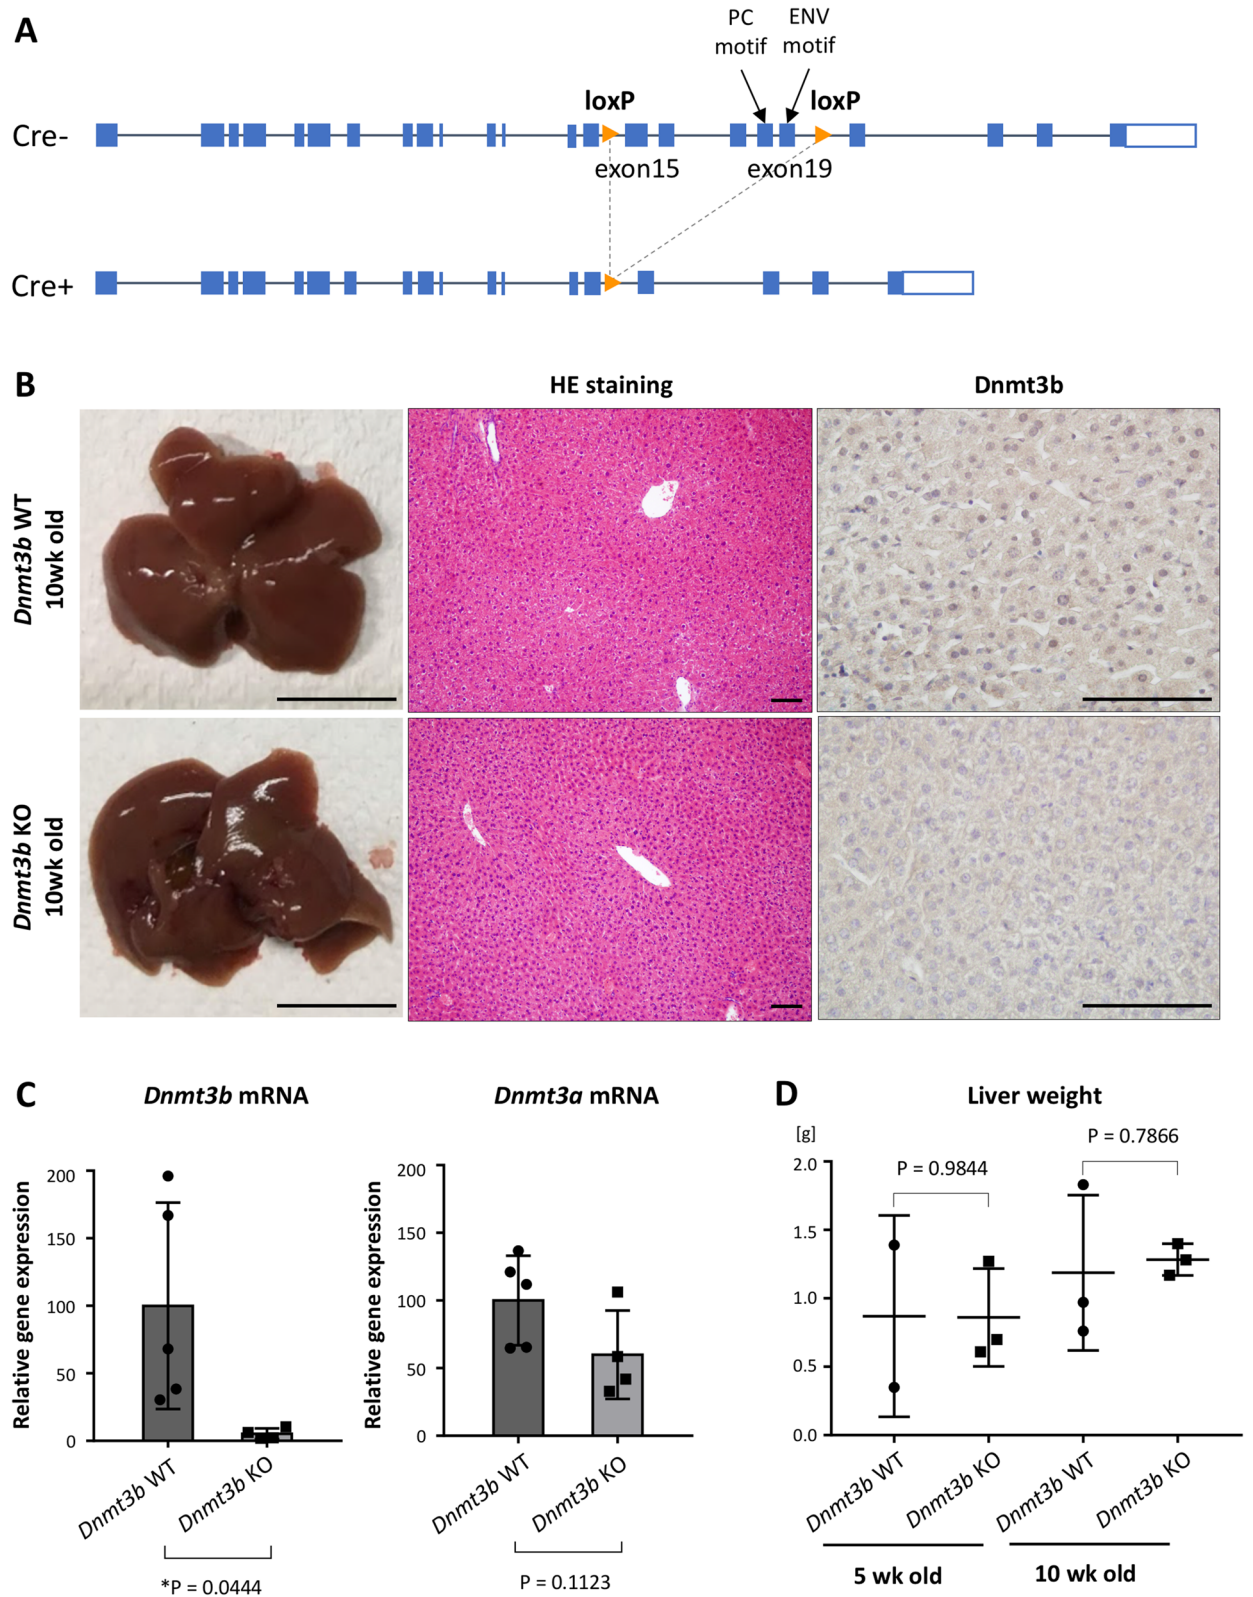 A
PC
motif
ENV
motif
loxP
loxP
Cre-
exon15
exon19
Cre+
B
HE staining
Dnmt3b
Dnmt3b WT
10wk old
Dnmt3b KO
10wk old
C
Dnmt3b mRNA
Relative gene expression
200
150
100
50
0
Dnmt3b WT
Dnmt3b KO
*P = 0.0444
Dnmt3a mRNA
Relative gene expression
200
150
100
50
0
Dnmt3b WT
Dnmt3b KO
P = 0.1123
D
Liver weight
[g]
P = 0.9844
P = 0.7866
2.0
1.5
1.0
0.5
0.0
Dnmt3b WT
Dnmt3b KO
Dnmt3b WT
Dnmt3b KO
5 wk old
10 wk old